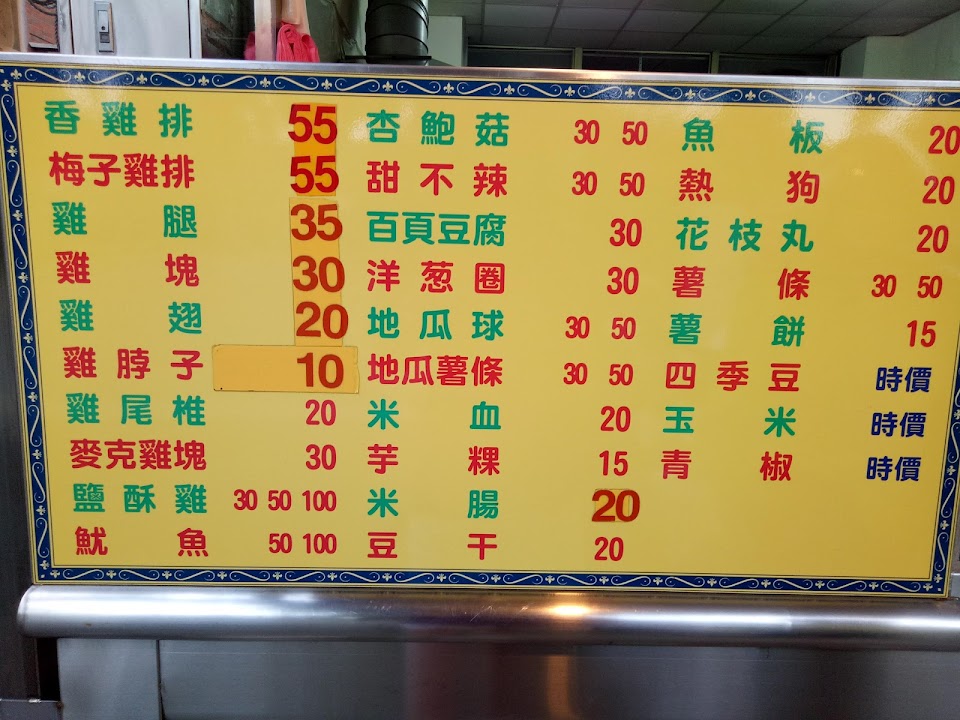 香雞排 55
梅子雞排 55
雞腿 35
雞塊 30
雞翅 20
雞脖子 10
雞尾椎 20
麥克雞塊 30
鹽酥雞 30 50 100
魷魚 50 100
杏鮑菇 30 50
甜不辣 30 50
百頁豆腐 30
洋葱圈 30
地瓜球 30 50
地瓜薯條 30 50
米血 20
芋粿 15
米腸 20
豆干 20
魚板 20
熱狗 20
花枝丸 20
薯條 30 50
薯餅 15
四季豆 時價
玉米 時價
青椒 時價